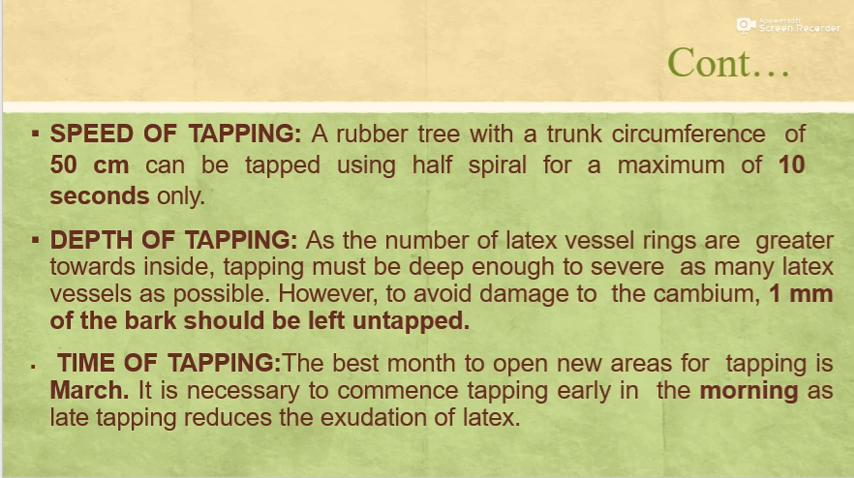 Apowersoft
Screen Recorder
Cont…
▪ SPEED OF TAPPING: A rubber tree with a trunk circumference of
50 cm can be tapped using half spiral for a maximum of 10
seconds only.
▪ DEPTH OF TAPPING: As the number of latex vessel rings are greater
towards inside, tapping must be deep enough to severe as many latex
vessels as possible. However, to avoid damage to the cambium, 1 mm
of the bark should be left untapped.
▪ TIME OF TAPPING:The best month to open new areas for tapping is
March. It is necessary to commence tapping early in the morning as
late tapping reduces the exudation of latex.